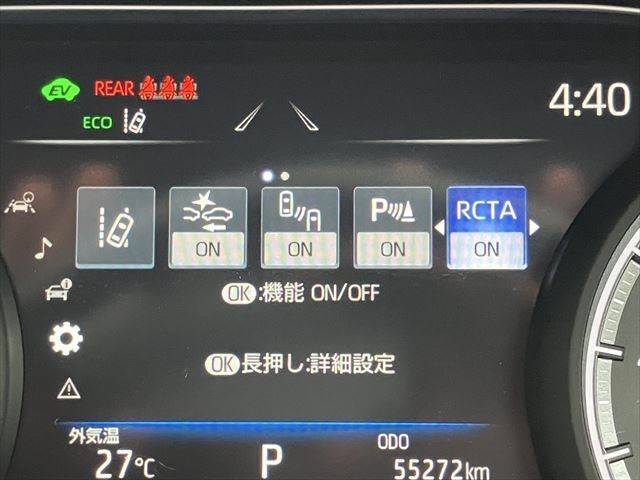 EV REAR
4:40
ECO
ON ON P ON RCTA ON
OK:機能 ON/OFF
OK長押し:詳細設定
外気温
27℃
P
ODO
55272km